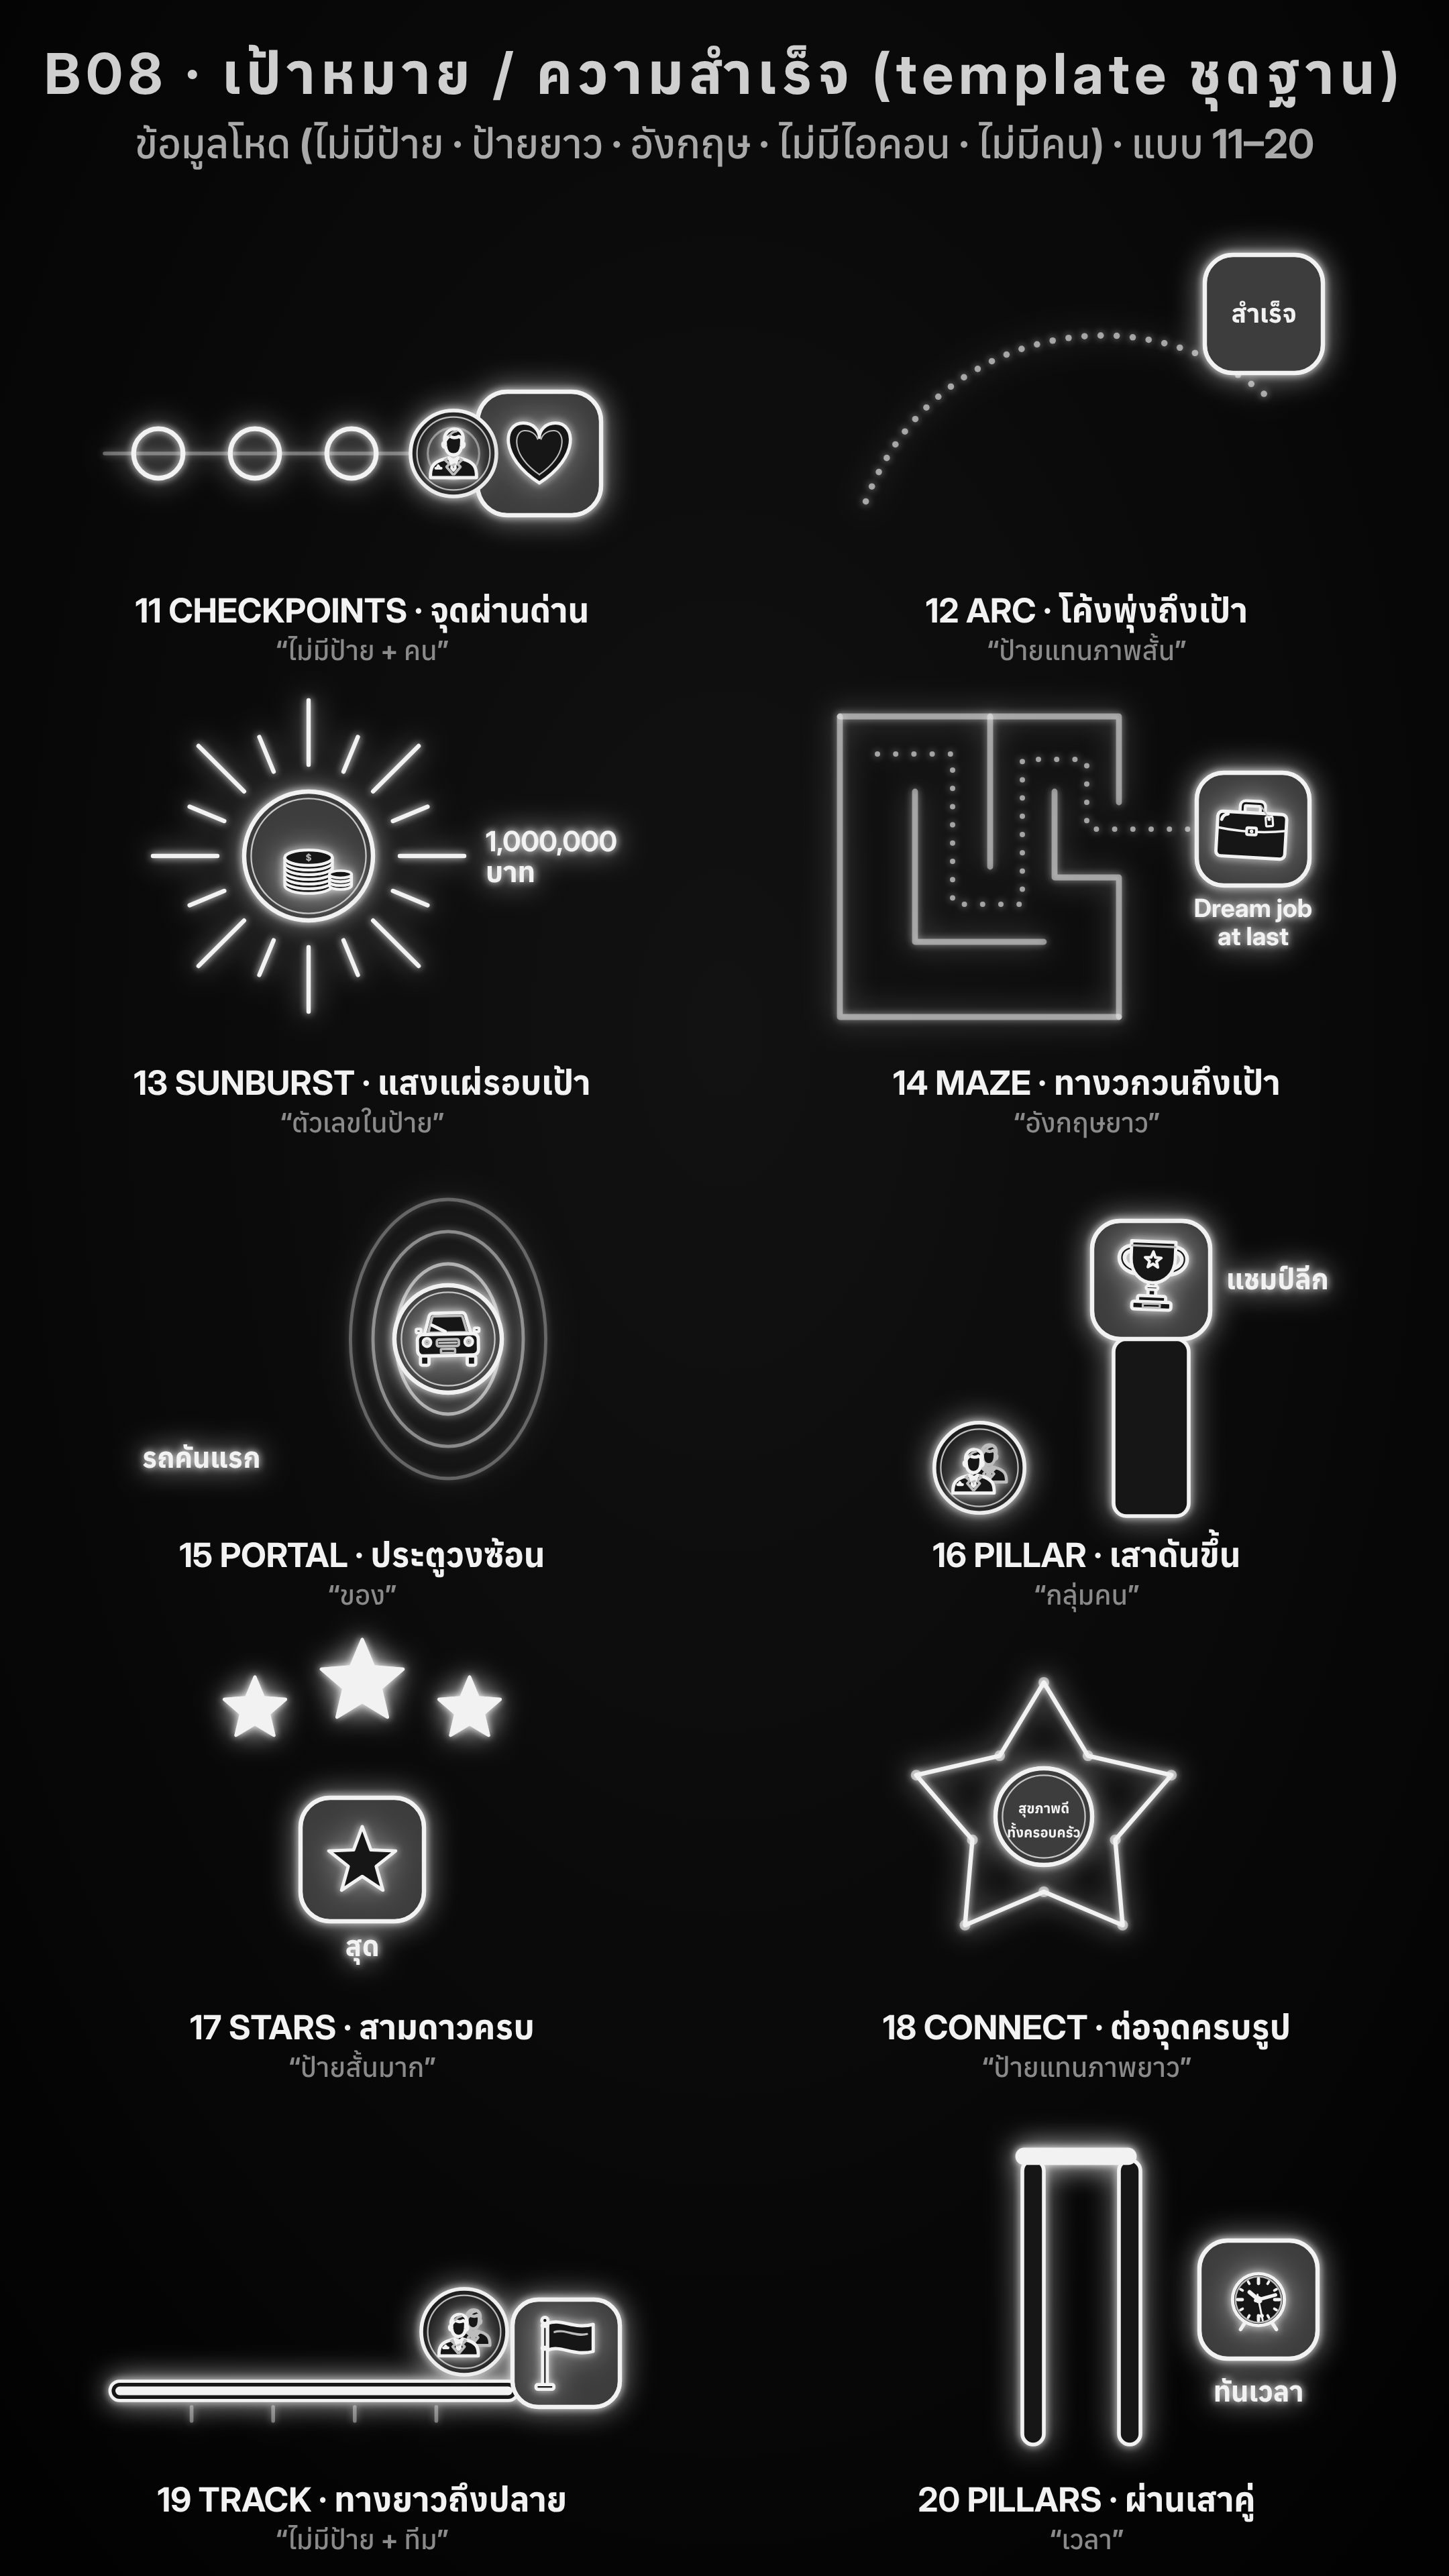 B08 · เป้าหมาย / ความสำเร็จ (template ชุดฐาน)
ข้อมูลโหด (ไม่มีป้าย · ป้ายยาว · อังกฤษ · ไม่มีไอคอน · ไม่มีคน) · แบบ 11–20
สำเร็จ
11 CHECKPOINTS · จุดผ่านด่าน
“ไม่มีป้าย + คน”
12 ARC · โค้งพุ่งถึงเป้า
“ป้ายแทนภาพสั้น”
$
1,000,000
บาท
Dream job
at last
13 SUNBURST · แสงแผ่รอบเป้า
“ตัวเลขในป้าย”
14 MAZE · ทางวกวนถึงเป้า
“อังกฤษยาว”
รถคันแรก
แชมป์ลีก
15 PORTAL · ประตูวงซ้อน
“ของ”
16 PILLAR · เสาดันขึ้น
“กลุ่มคน”
สุด
สุขภาพดี
ทั้งครอบครัว
17 STARS · สามดาวครบ
“ป้ายสั้นมาก”
18 CONNECT · ต่อจุดครบรูป
“ป้ายแทนภาพยาว”
ทันเวลา
19 TRACK · ทางยาวถึงปลาย
“ไม่มีป้าย + ทีม”
20 PILLARS · ผ่านเสาคู่
“เวลา”